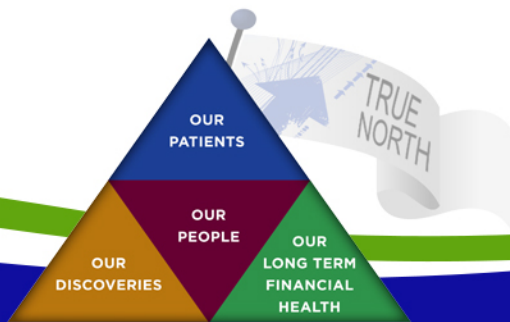 TRUE
NORTH
OUR
PATIENTS
OUR
PEOPLE
OUR
DISCOVERIES
OUR
LONG TERM
FINANCIAL
HEALTH